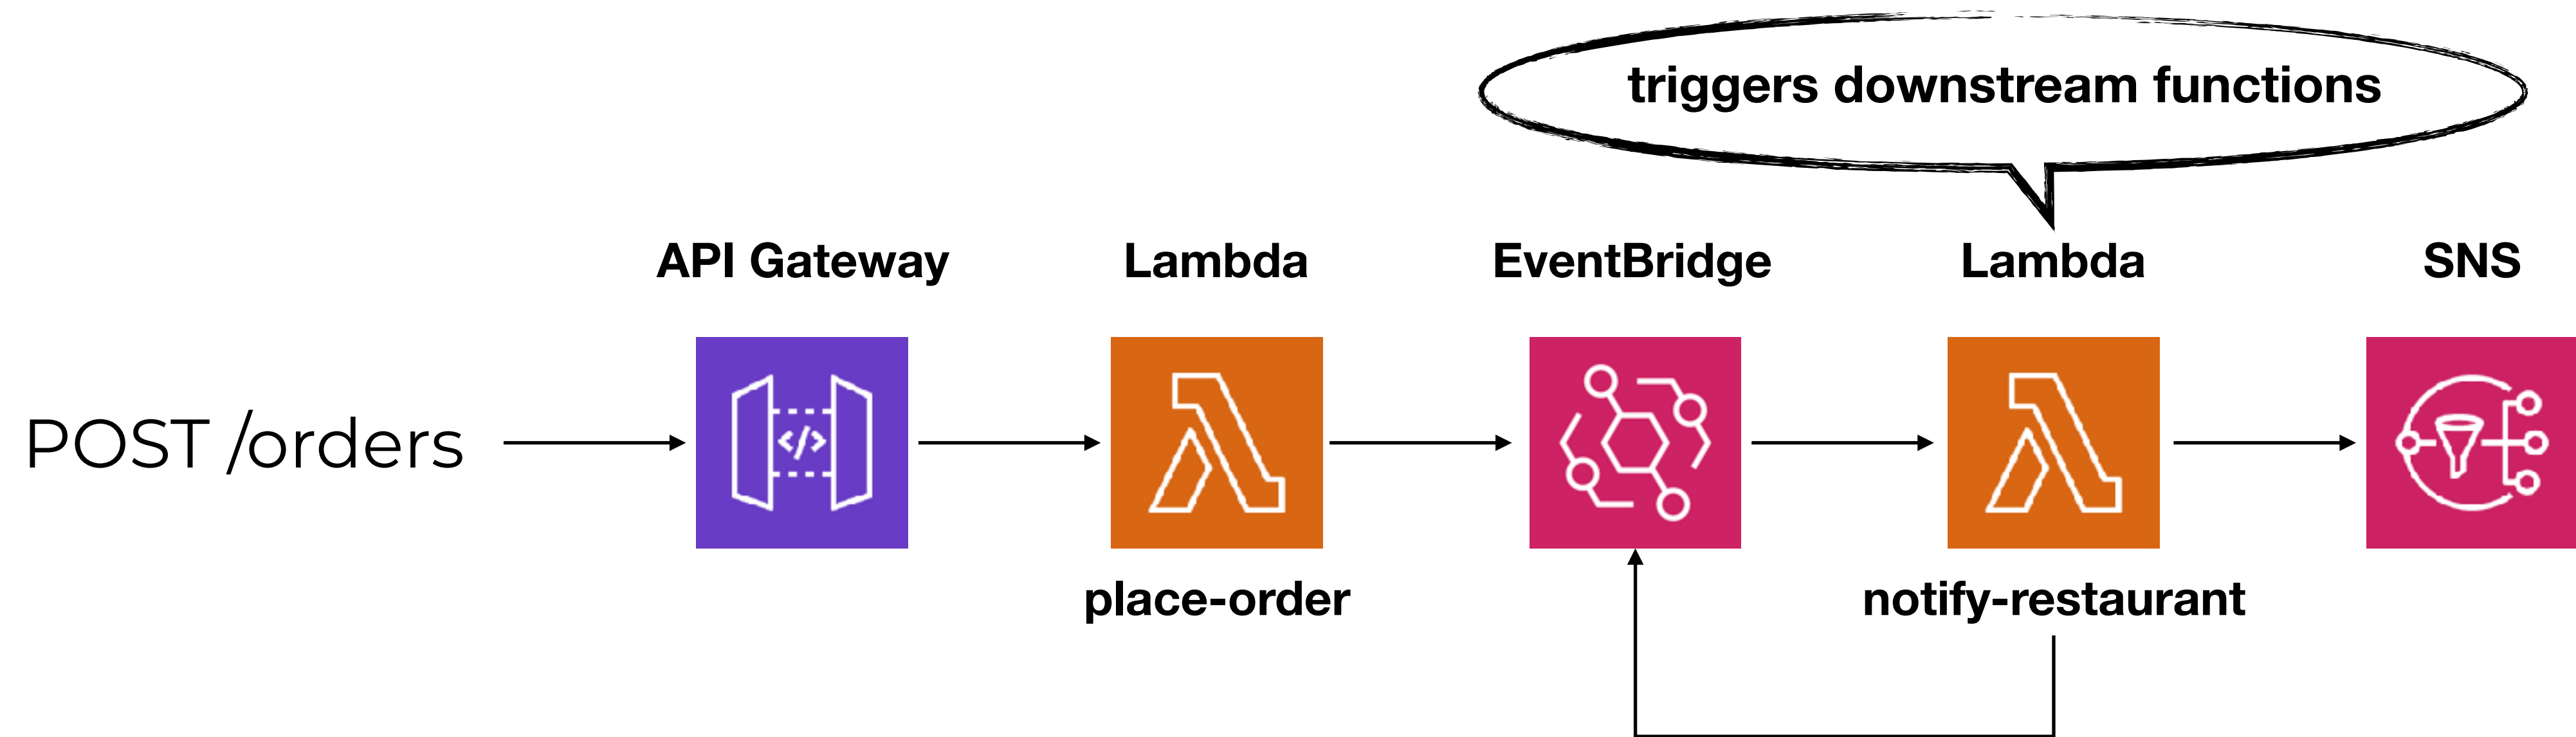 triggers downstream functions
API Gateway
Lambda
EventBridge
Lambda
SNS
POST /orders
</>
place-order
notify-restaurant